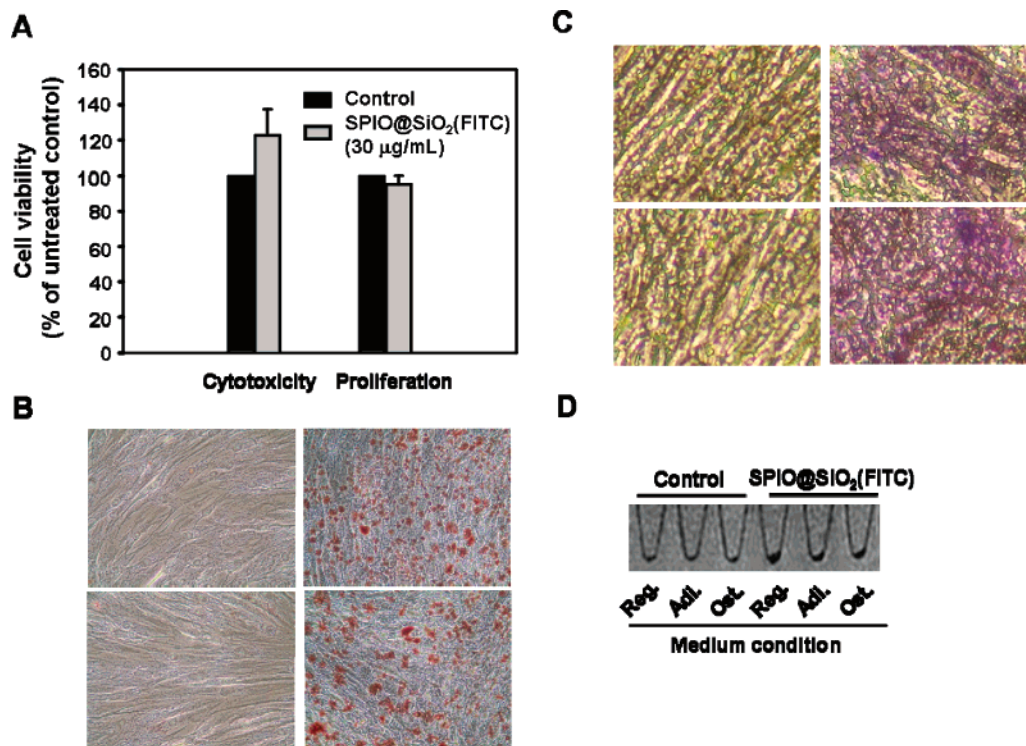 A
160
140
120
100
80
60
40
20
0
Cell viability
(% of untreated control)
Control
SPIO@SiO₂(FITC)
(30 μg/mL)
Cytotoxicity Proliferation
B
C
D
Control SPIO@SiO₂(FITC)
Reg. Adi. Ost. Reg. Adi. Ost.
Medium condition